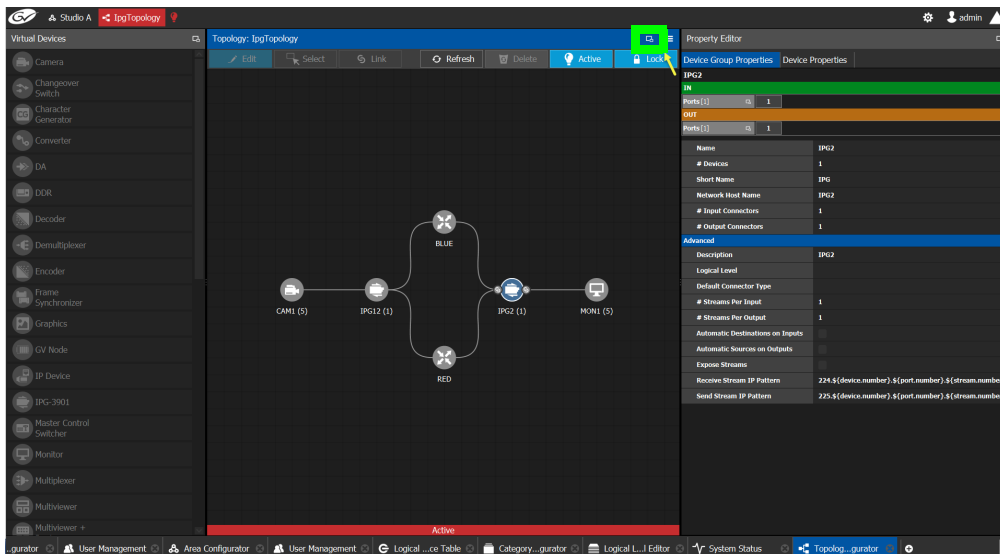 GV Studio A IpgTopology admin
Virtual Devices
Camera
Changeover
Switch
CG Character
Generator
Converter
DA
DDR
Decoder
Demultiplexer
Encoder
Frame
Synchronizer
Graphics
GV Node
IP Device
IPG-3901
Master Control
Switcher
Monitor
Multiplexer
Multiviewer
Multiviewer +
Topology: IpgTopology
Edit Select Link Refresh Delete Active Lock
BLUE
CAM1 (5) IPG12 (1) IPG2 (1) MON1 (5)
RED
Active
Property Editor
Device Group Properties Device Properties
IPG2
IN
Ports [1] 1
OUT
Ports [1] 1
Name IPG2
# Devices 1
Short Name IPG
Network Host Name IPG2
# Input Connectors 1
# Output Connectors 1
Advanced
Description IPG2
Logical Level
Default Connector Type
# Streams Per Input 1
# Streams Per Output 1
Automatic Destinations on Inputs
Automatic Sources on Outputs
Expose Streams
Receive Stream IP Pattern 224.${device.number}.${port.number}.${stream.numbe
Send Stream IP Pattern 225.${device.number}.${port.number}.${stream.numbe
..gurator User Management Area Configurator User Management Logical ...ce Table Category...gurator Logical L...l Editor System Status Topolog...gurator